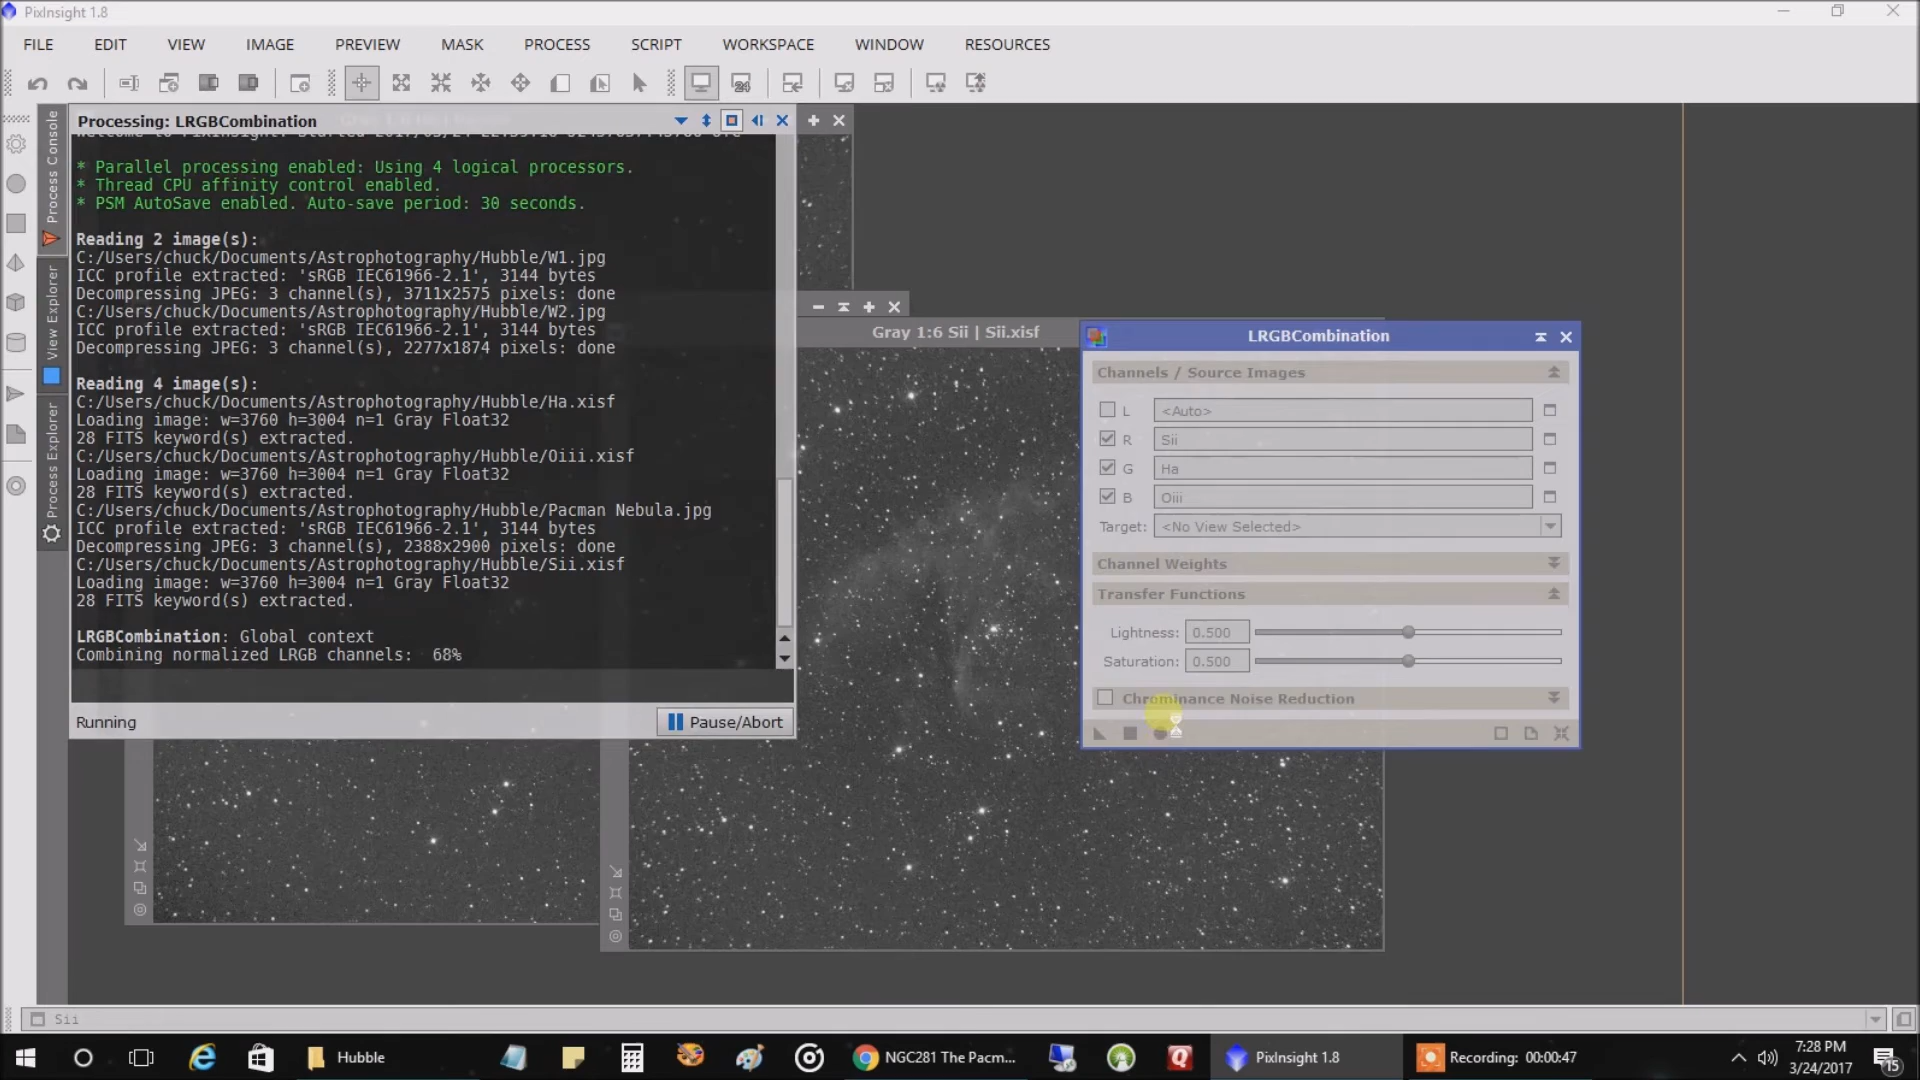 PixInsight 1.8
FILE EDIT VIEW IMAGE PREVIEW MASK PROCESS SCRIPT WORKSPACE WINDOW RESOURCES
Process Console
View Explorer
Process Explorer
Processing: LRGBCombination
* Parallel processing enabled: Using 4 logical processors.
* Thread CPU affinity control enabled.
* PSM AutoSave enabled. Auto-save period: 30 seconds.
Reading 2 image(s):
C:/Users/chuck/Documents/Astrophotography/Hubble/W1.jpg
ICC profile extracted: 'sRGB IEC61966-2.1', 3144 bytes
Decompressing JPEG: 3 channel(s), 3711x2575 pixels: done
C:/Users/chuck/Documents/Astrophotography/Hubble/W2.jpg
ICC profile extracted: 'sRGB IEC61966-2.1', 3144 bytes
Decompressing JPEG: 3 channel(s), 2277x1874 pixels: done
Reading 4 image(s):
C:/Users/chuck/Documents/Astrophotography/Hubble/Ha.xisf
Loading image: w=3760 h=3004 n=1 Gray Float32
28 FITS keyword(s) extracted.
C:/Users/chuck/Documents/Astrophotography/Hubble/Oiii.xisf
Loading image: w=3760 h=3004 n=1 Gray Float32
28 FITS keyword(s) extracted.
C:/Users/chuck/Documents/Astrophotography/Hubble/Pacman Nebula.jpg
ICC profile extracted: 'sRGB IEC61966-2.1', 3144 bytes
Decompressing JPEG: 3 channel(s), 2388x2900 pixels: done
C:/Users/chuck/Documents/Astrophotography/Hubble/Sii.xisf
Loading image: w=3760 h=3004 n=1 Gray Float32
28 FITS keyword(s) extracted.
LRGBCombination: Global context
Combining normalized LRGB channels: 68%
Running
Pause/Abort
Gray 1:6 Sii | Sii.xisf
LRGBCombination
Channels / Source Images
L <Auto>
R Sii
G Ha
B Oiii
Target: <No View Selected>
Channel Weights
Transfer Functions
Lightness: 0.500
Saturation: 0.500
Chrominance Noise Reduction
Sii
Hubble
NGC281 The Pacm...
PixInsight 1.8
Recording: 00:00:47
7:28 PM
3/24/2017
15